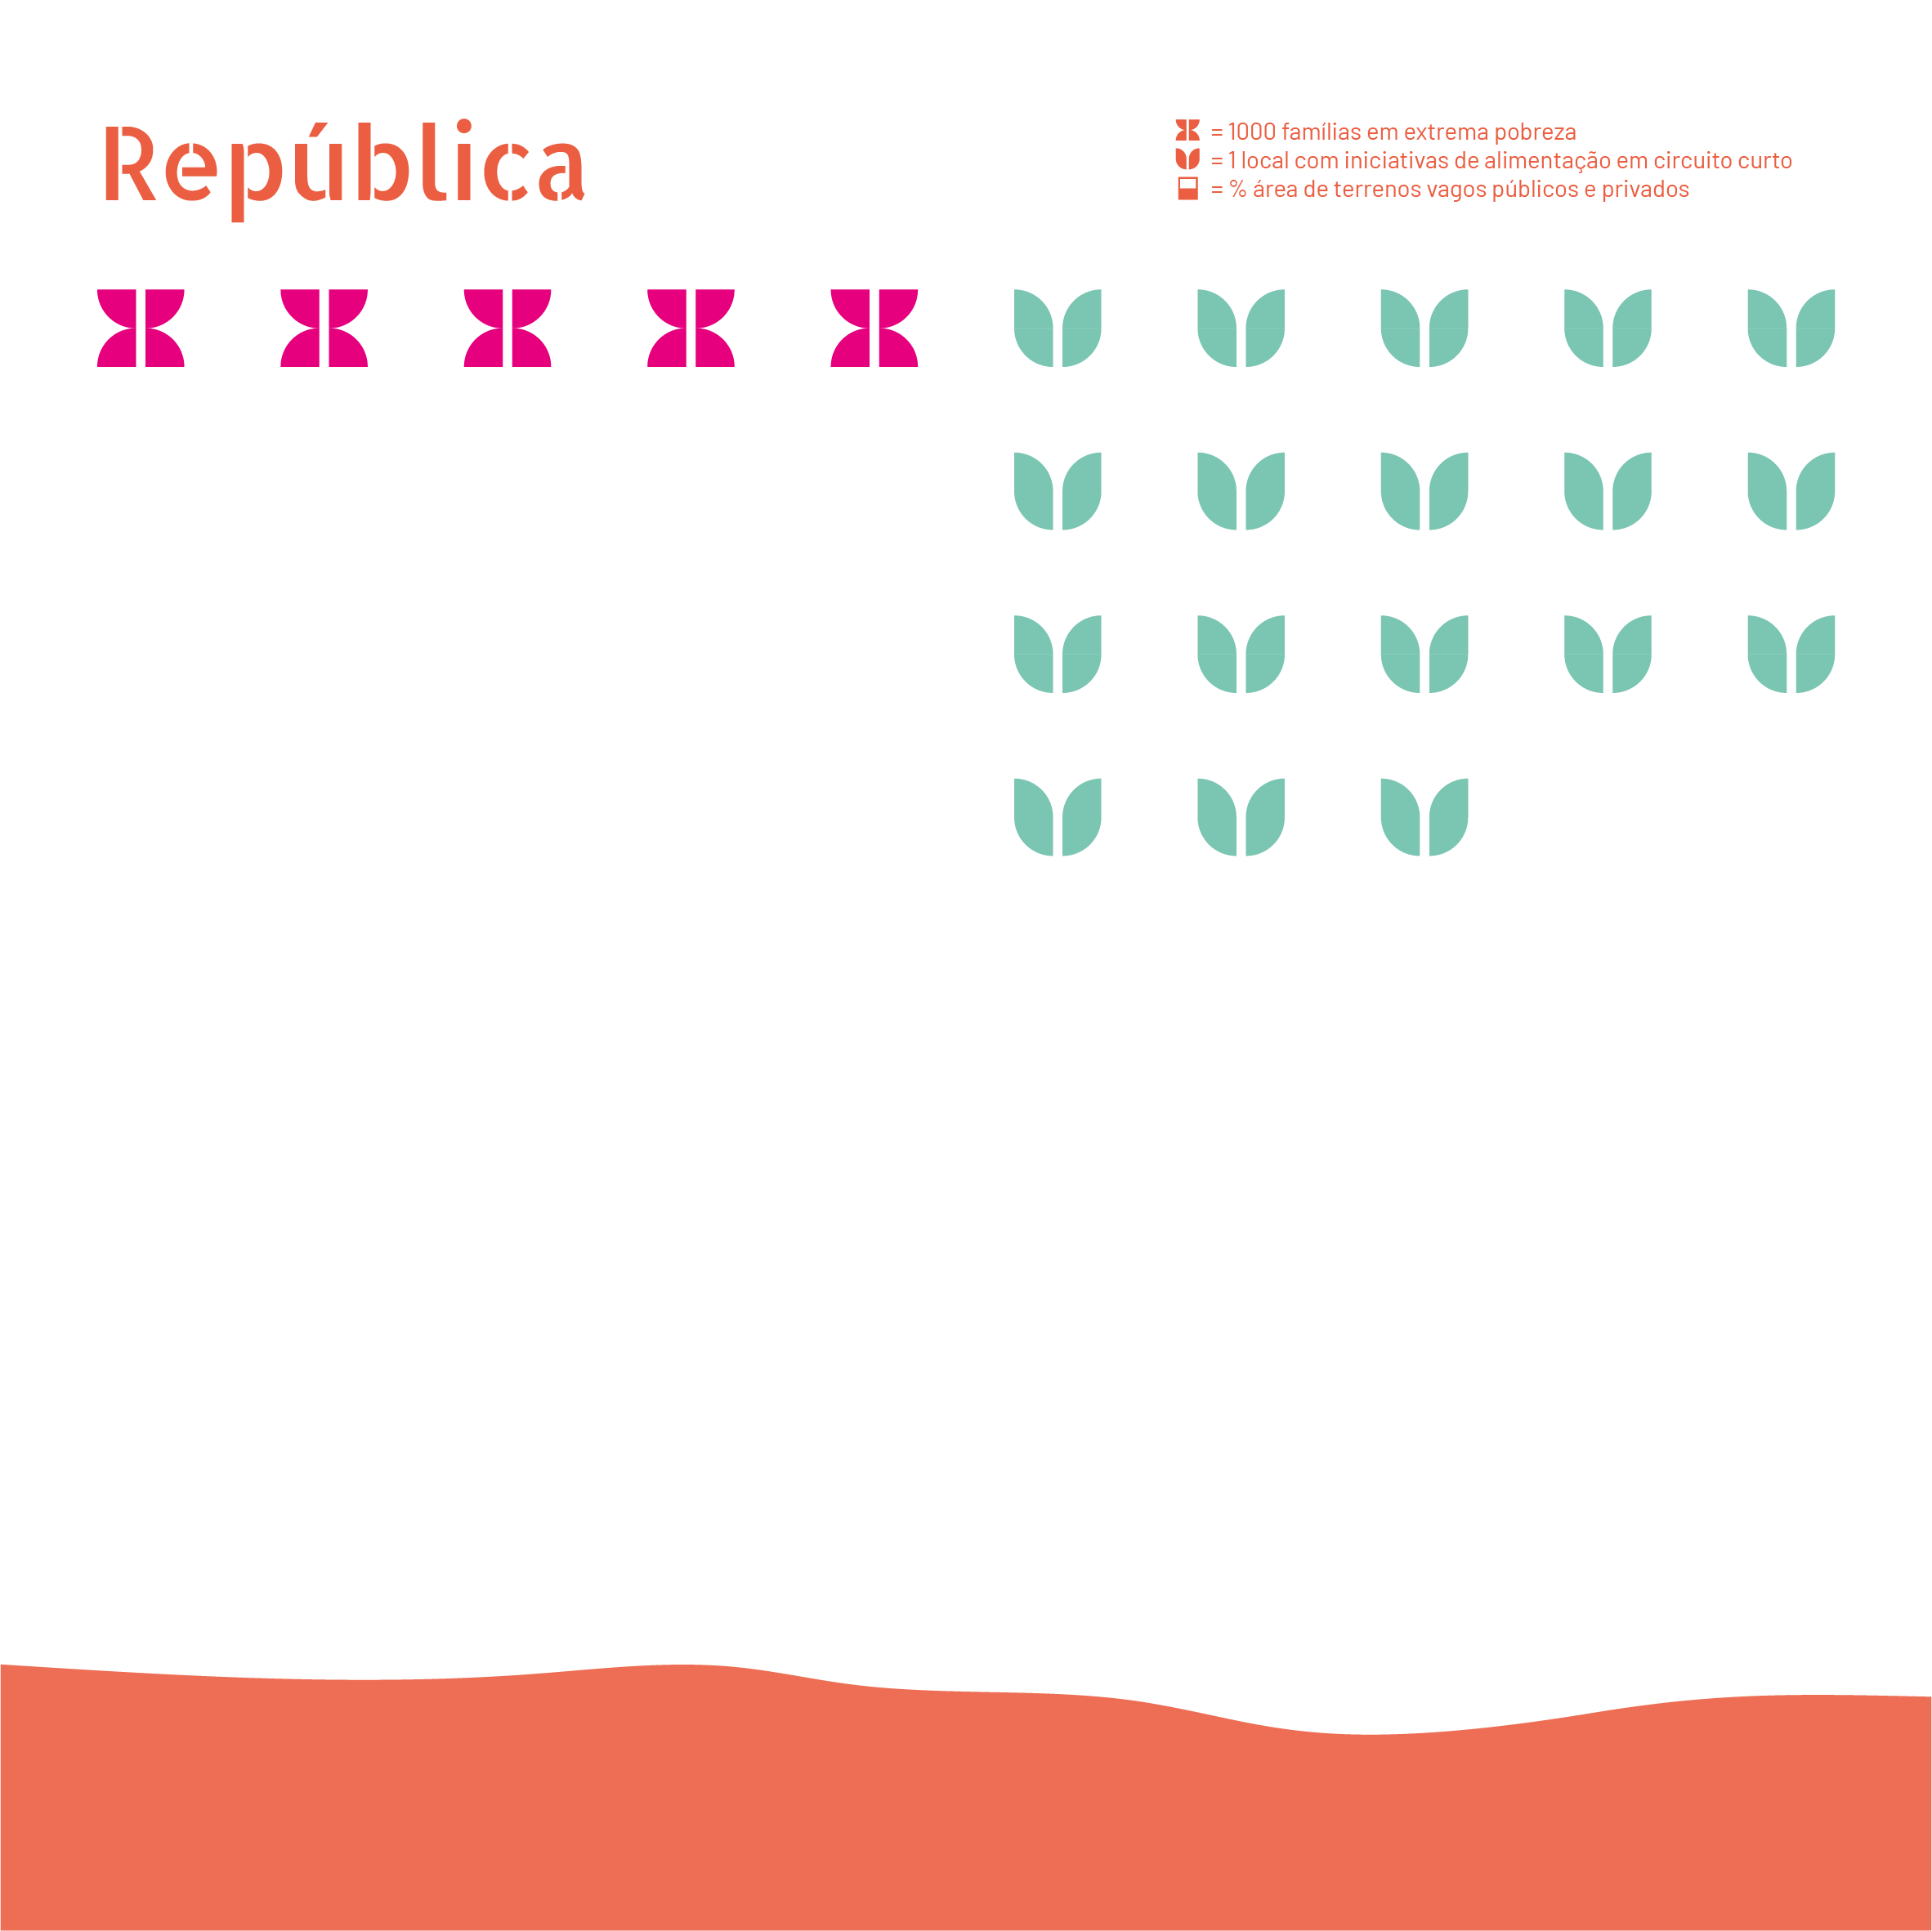 República
= 1000 famílias em extrema pobreza
= 1 local com iniciativas de alimentação em circuito curto
= % área de terrenos vagos públicos e privados